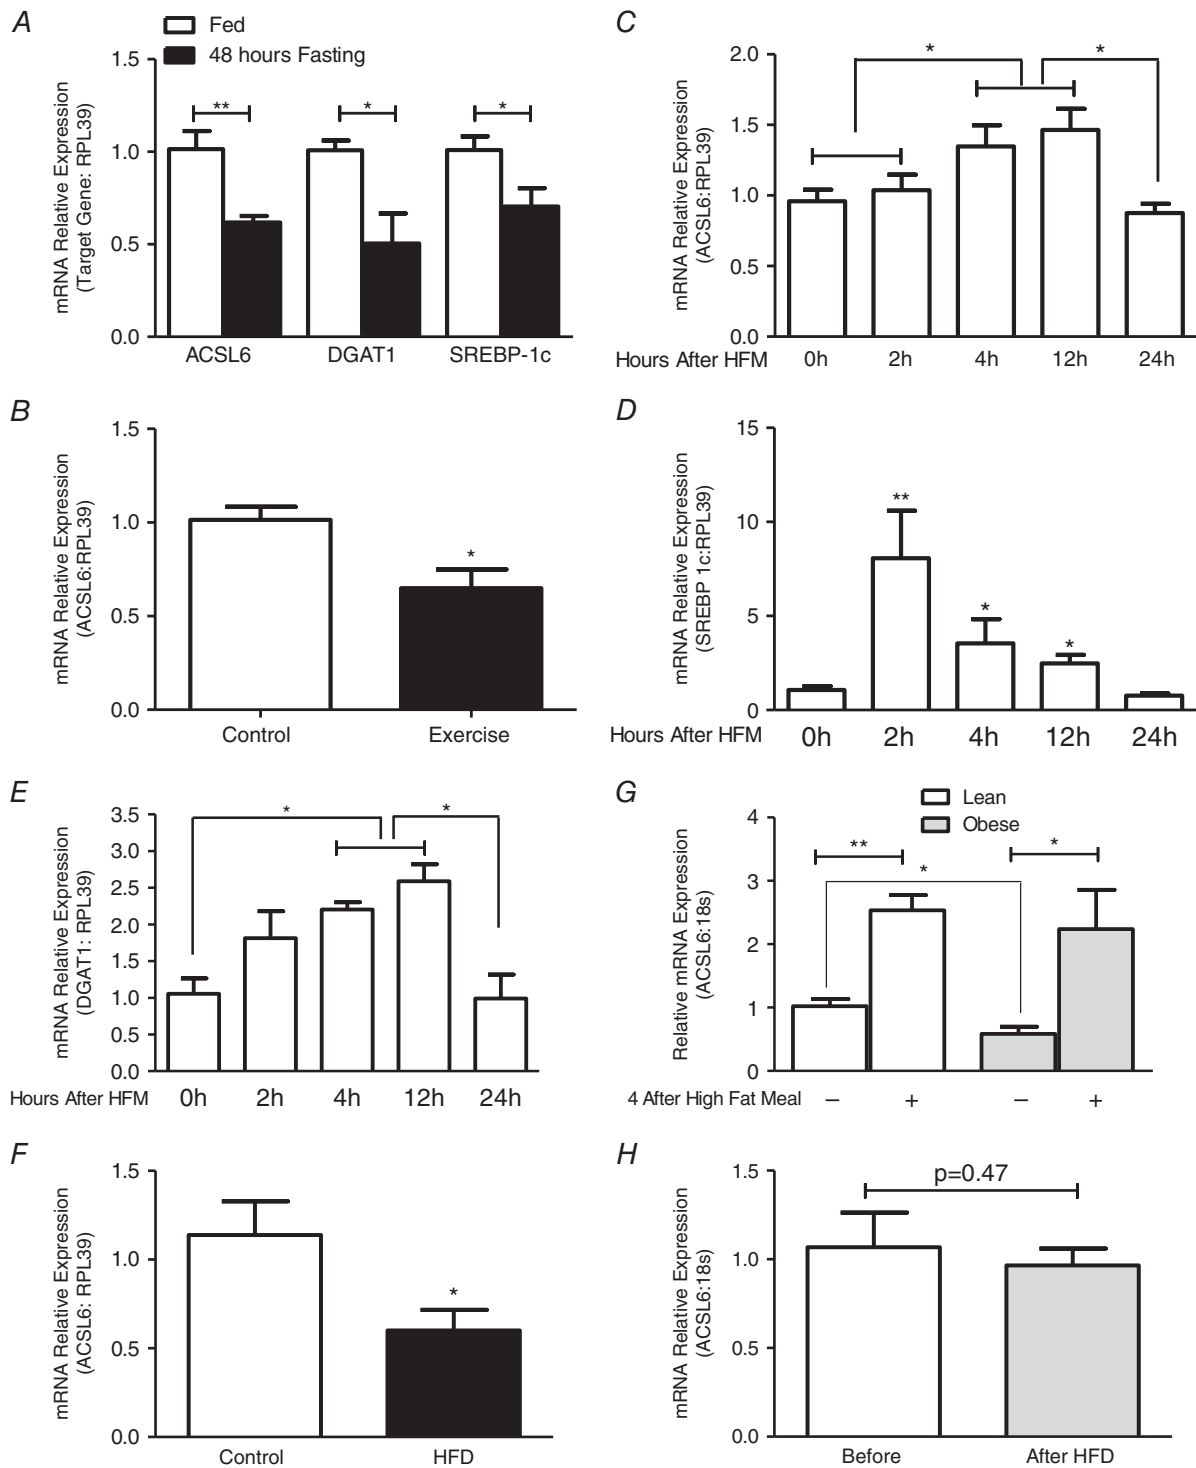 A
Fed
48 hours Fasting
mRNA Relative Expression
(Target Gene: RPL39)
1.5
1.0
0.5
0.0
** * *
ACSL6 DGAT1 SREBP-1c
C
mRNA Relative Expression
(ACSL6:RPL39)
2.0
1.5
1.0
0.5
0.0
* *
Hours After HFM 0h 2h 4h 12h 24h
B
mRNA Relative Expression
(ACSL6:RPL39)
1.5
1.0
0.5
0.0
*
Control Exercise
D
mRNA Relative Expression
(SREBP 1c:RPL39)
15
10
5
0
** * *
Hours After HFM 0h 2h 4h 12h 24h
E
mRNA Relative Expression
(DGAT1: RPL39)
3.5
3.0
2.5
2.0
1.5
1.0
0.5
0.0
* *
Hours After HFM 0h 2h 4h 12h 24h
G
Lean
Obese
Relative mRNA Expression
(ACSL6:18s)
4
3
2
1
0
** *
*
4 After High Fat Meal – + – +
F
mRNA Relative Expression
(ACSL6: RPL39)
1.5
1.0
0.5
0.0
*
Control HFD
H
mRNA Relative Expression
(ACSL6:18s)
1.5
1.0
0.5
0.0
p=0.47
Before After HFD